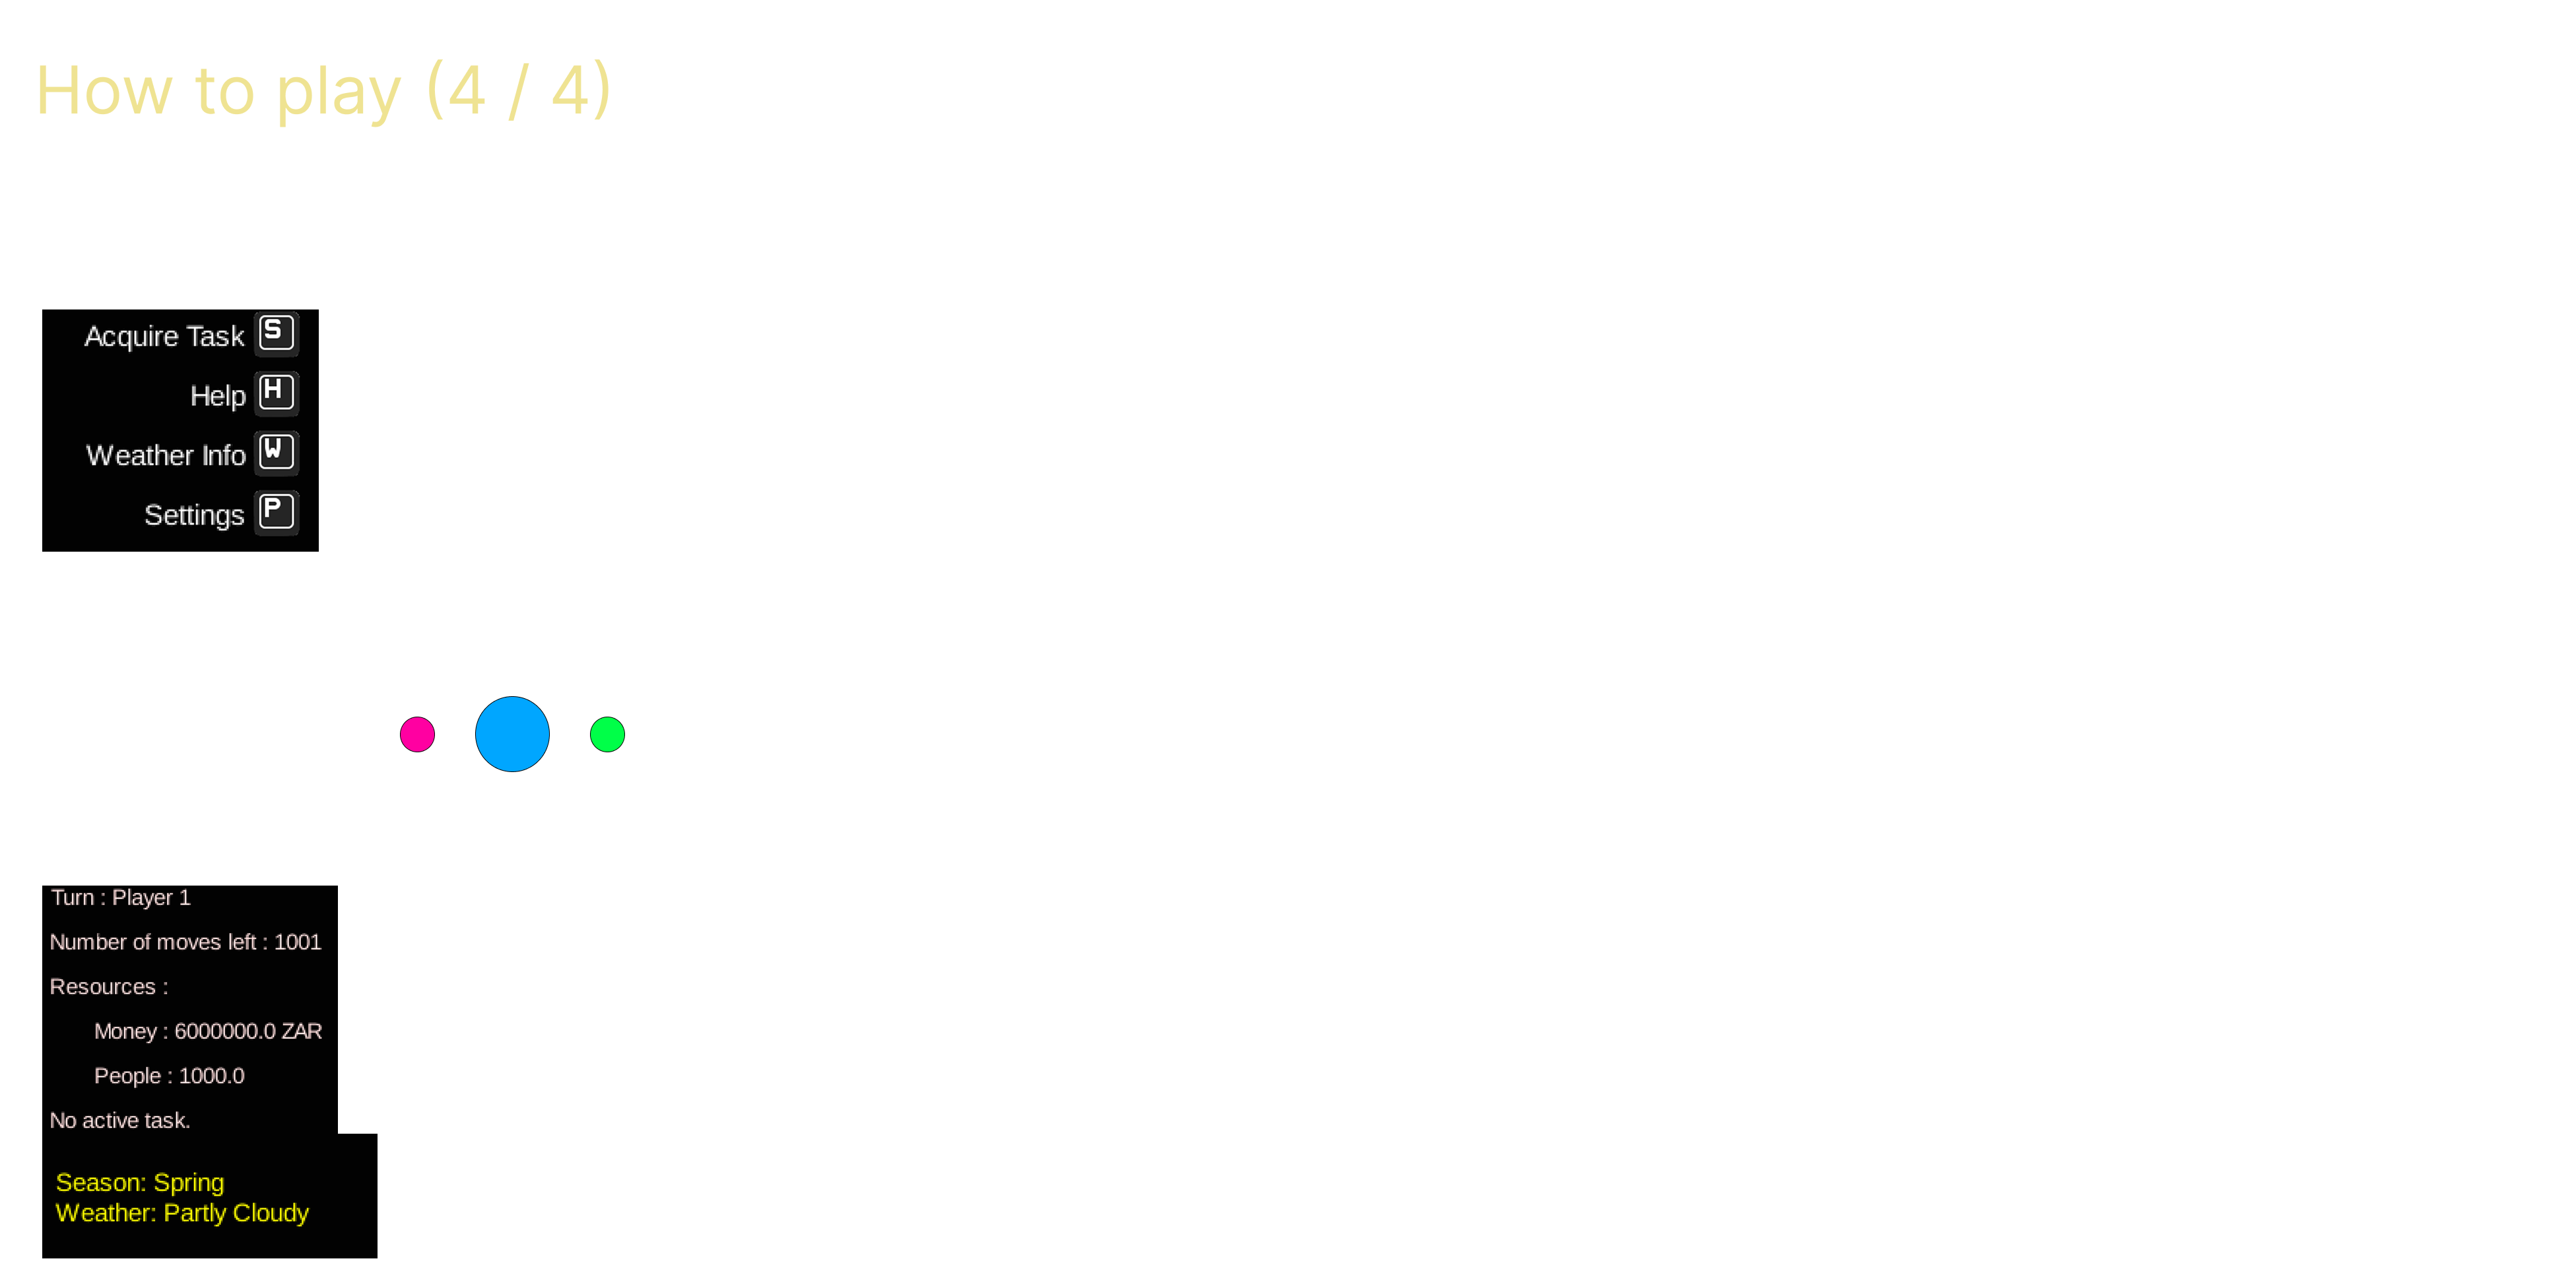 How to play (4 / 4)
Acquire Task S
Help H
Weather Info W
Settings P
Turn : Player 1
Number of moves left : 1001
Resources :
Money : 6000000.0 ZAR
People : 1000.0
No active task.
Season: Spring
Weather: Partly Cloudy